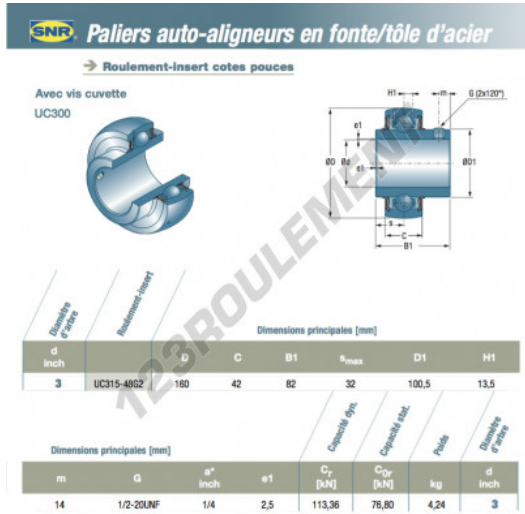 SNR Paliers auto-aligneurs en fonte/tôle d'acier
Roulement-insert cotes pouces
Avec vis cuvette
UC300
H1 m G (2x120°)
e1
ØD Ød ØD1
e1
s
C
B1
123ROULEMENT
Diamètre d'arbre Roulement-insert Dimensions principales [mm]
d inch D C B1 smax D1 H1
3 UC315-48G2 160 42 82 32 100,5 13,5
Dimensions principales [mm] Capacité dyn. Capacité stat. Poids Diamètre d'arbre
m G a* inch e1 Cr [kN] C0r [kN] kg d inch
14 1/2-20UNF 1/4 2,5 113,36 76,80 4,24 3